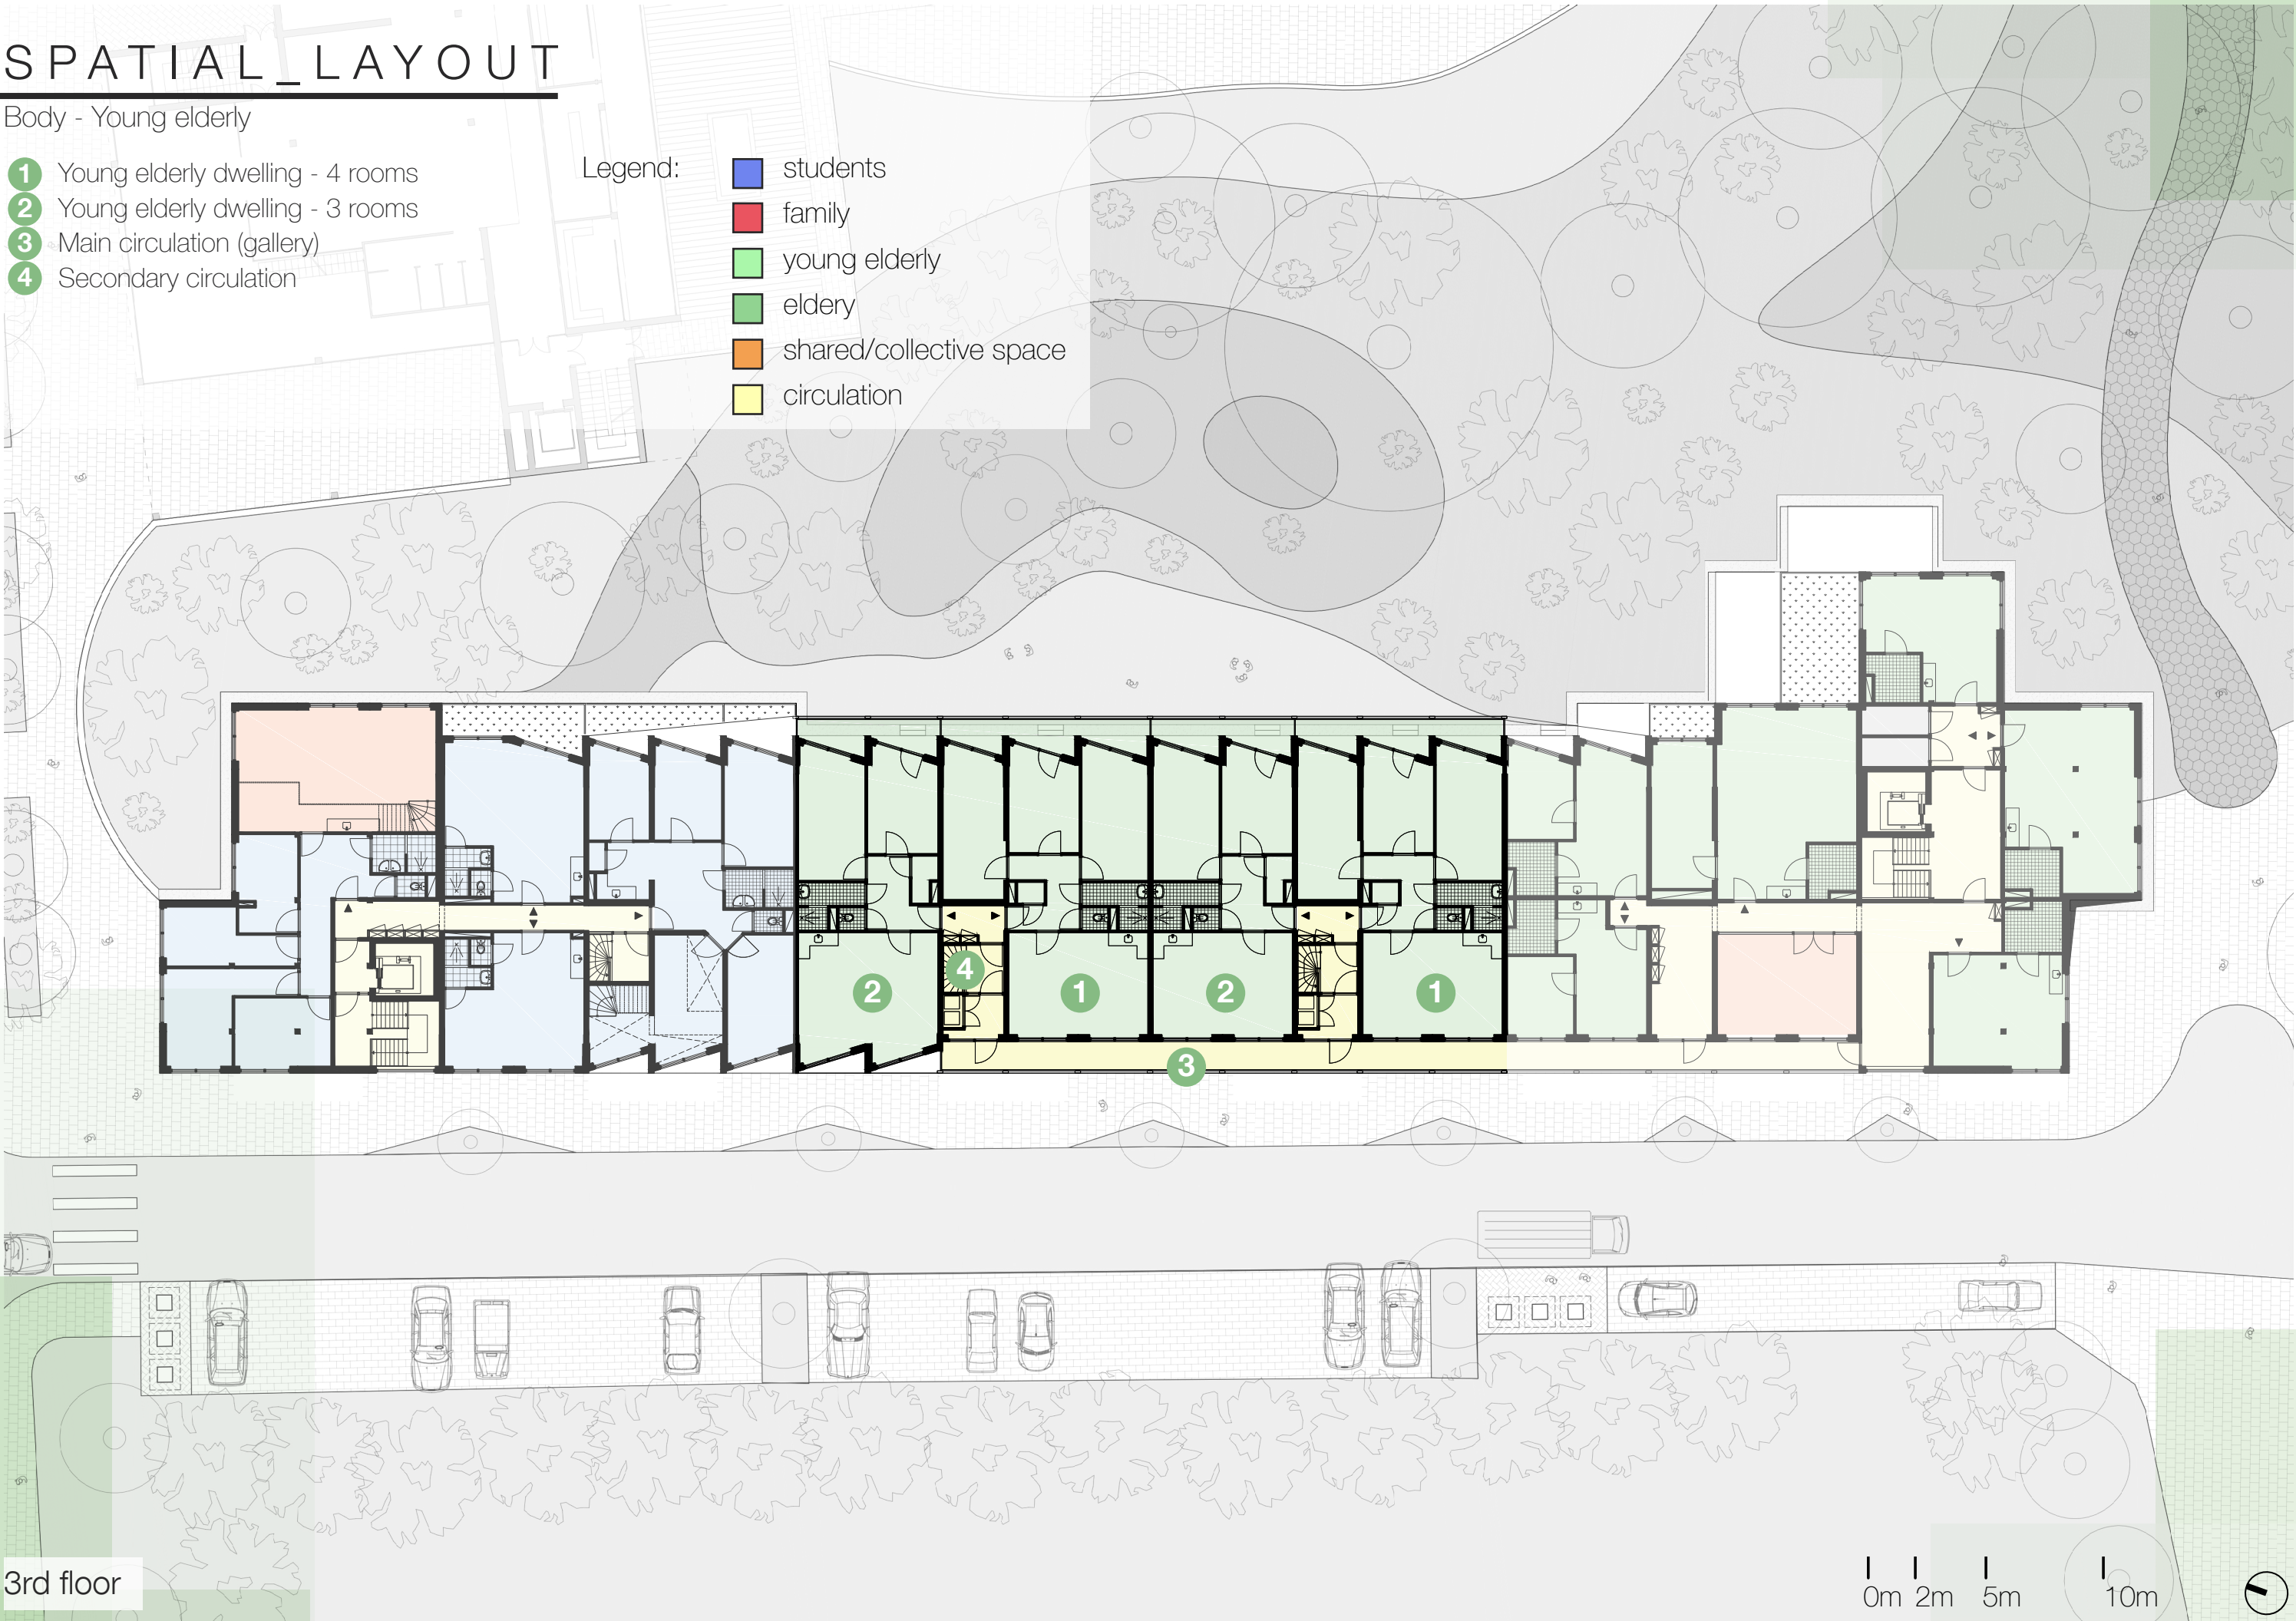 SPATIAL_LAYOUT
Body - Young elderly
1 Young elderly dwelling - 4 rooms
2 Young elderly dwelling - 3 rooms
3 Main circulation (gallery)
4 Secondary circulation
Legend:
students
family
young elderly
eldery
shared/collective space
circulation
2
4
1
2
1
3
3rd floor
0m 2m 5m 10m